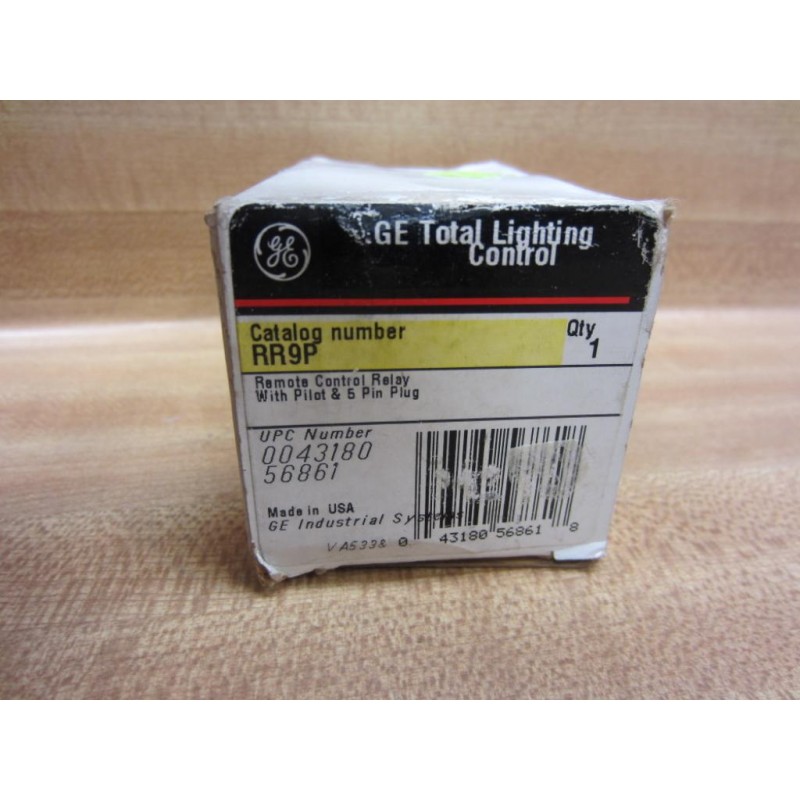 GE
GE Total Lighting
Control
Catalog number
RR9P
Qty
1
Remote Control Relay
With Pilot & 5 Pin Plug
UPC Number
0043180
56861
Made in USA
GE Industrial Systems
0 43180 56861 8